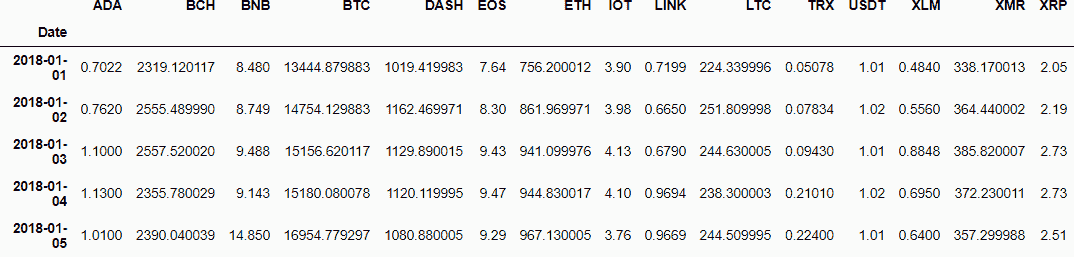 ADA BCH BNB BTC DASH EOS ETH IOT LINK LTC TRX USDT XLM XMR XRP
Date
2018-01-01 0.7022 2319.120117 8.480 13444.879883 1019.419983 7.64 756.200012 3.90 0.7199 224.339996 0.05078 1.01 0.4840 338.170013 2.05
2018-01-02 0.7620 2555.489990 8.749 14754.129883 1162.469971 8.30 861.969971 3.98 0.6650 251.809998 0.07834 1.02 0.5560 364.440002 2.19
2018-01-03 1.1000 2557.520020 9.488 15156.620117 1129.890015 9.43 941.099976 4.13 0.6790 244.630005 0.09430 1.01 0.8848 385.820007 2.73
2018-01-04 1.1300 2355.780029 9.143 15180.080078 1120.119995 9.47 944.830017 4.10 0.9694 238.300003 0.21010 1.02 0.6950 372.230011 2.73
2018-01-05 1.0100 2390.040039 14.850 16954.779297 1080.880005 9.29 967.130005 3.76 0.9669 244.509995 0.22400 1.01 0.6400 357.299988 2.51